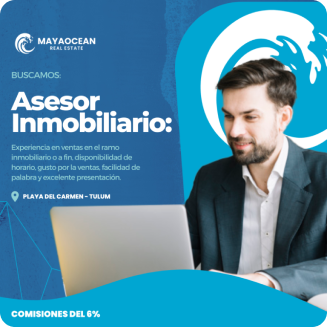 MAYAOCEAN
REAL ESTATE
BUSCAMOS:
Asesor
Inmobiliario:
Experiencia en ventas en el ramo
inmobiliario o a fin, disponibilidad de
horario, gusto por la ventas, facilidad de
palabra y excelente presentación.
PLAYA DEL CARMEN - TULUM
COMISIONES DEL 6%